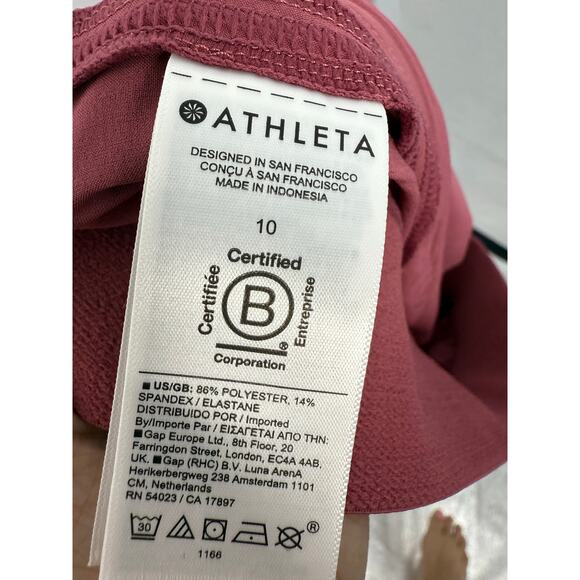 ATHLETA
DESIGNED IN SAN FRANCISCO
CONÇU À SAN FRANCISCO
MADE IN INDONESIA
10
Certified
Certifiée
B
®
Entreprise
Corporation
■ US/GB: 86% POLYESTER, 14%
SPANDEX / ELASTANE
DISTRIBUIDO POR / Imported
By/Importe Par / ΕΙΣΑΓΕΤΑΙ ΑΠΟ ΤΗΝ:
■ Gap Europe Ltd., 8th Floor, 20
Farringdon Street, London, EC4A 4AB,
UK. ■ Gap (RHC) B.V. Luna ArenA
Herikerbergweg 238 Amsterdam 1101
CM, Netherlands
RN 54023 / CA 17897
30 ®
1166